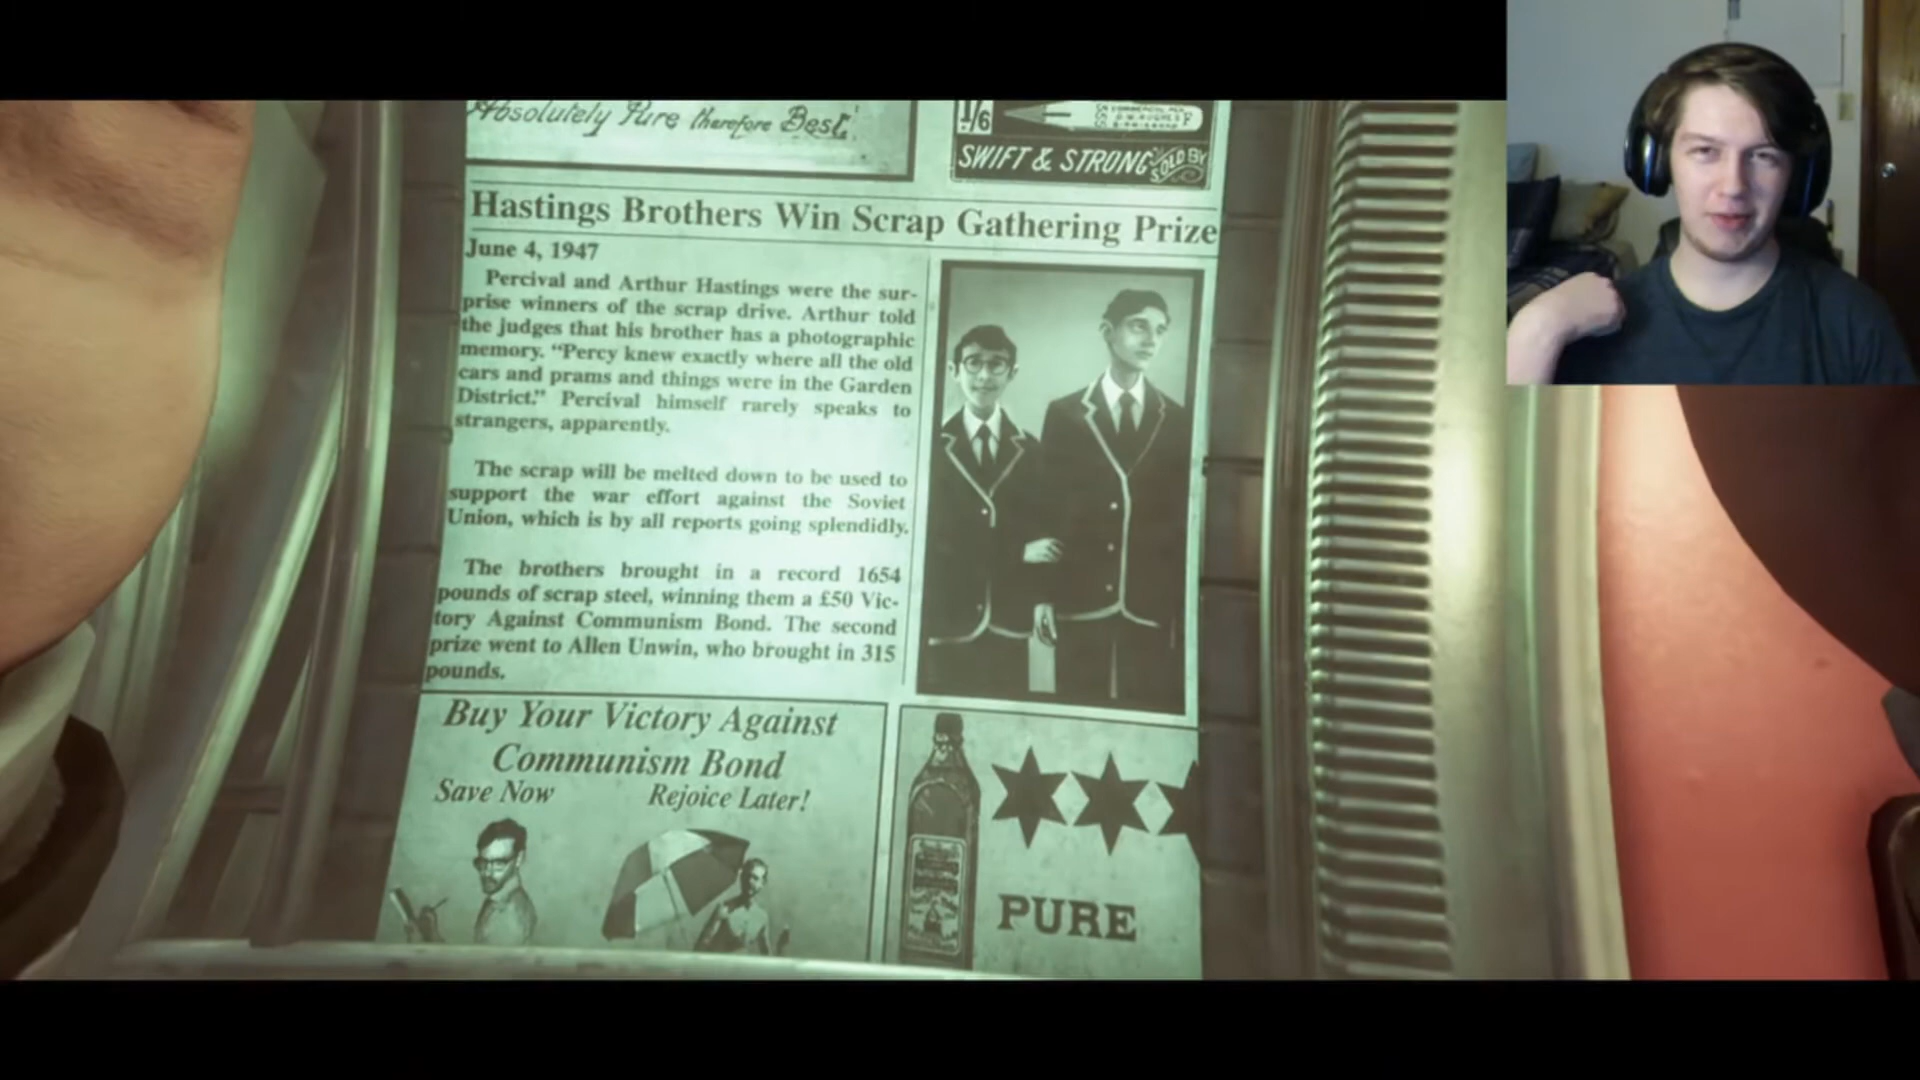 Absolutely Pure therefore Best.
1/6
SWIFT & STRONG SOLD BY
Hastings Brothers Win Scrap Gathering Prize
June 4, 1947
Percival and Arthur Hastings were the sur-
prise winners of the scrap drive. Arthur told
the judges that his brother has a photographic
memory. “Percy knew exactly where all the old
cars and prams and things were in the Garden
District.” Percival himself rarely speaks to
strangers, apparently.
The scrap will be melted down to be used to
support the war effort against the Soviet
Union, which is by all reports going splendidly.
The brothers brought in a record 1654
pounds of scrap steel, winning them a £50 Vic-
tory Against Communism Bond. The second
prize went to Allen Unwin, who brought in 315
pounds.
Buy Your Victory Against
Communism Bond
Save Now Rejoice Later!
PURE